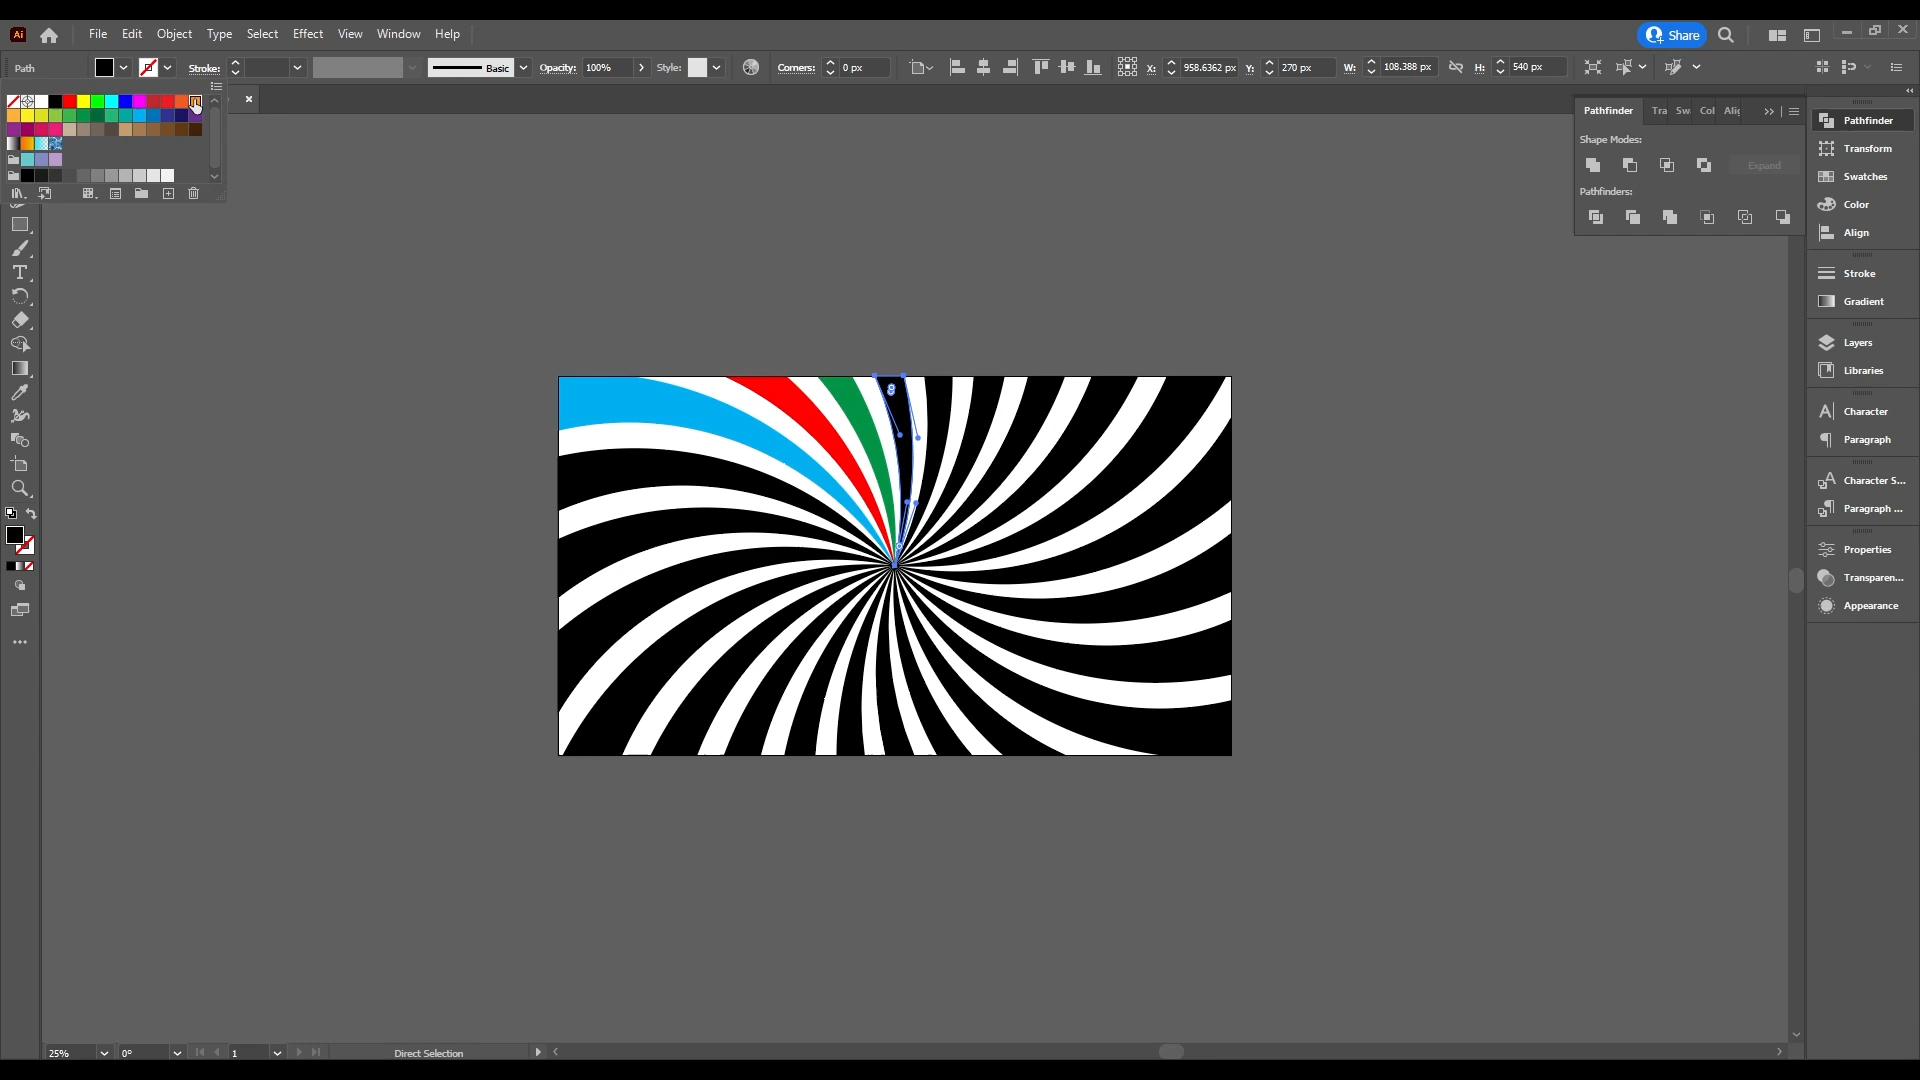 Ai File Edit Object Type Select Effect View Window Help Share
Path Stroke: Basic Opacity: 100% Style: Corners: 0 px X: 958.6362 px Y: 270 px W: 108.388 px H: 540 px
Pathfinder Tra Sw Col Alig
Shape Modes:
Expand
Pathfinders:
Pathfinder
Transform
Swatches
Color
Align
Stroke
Gradient
Layers
Libraries
Character
Paragraph
Character S...
Paragraph ...
Properties
Transparen...
Appearance
25% 0° 1 Direct Selection